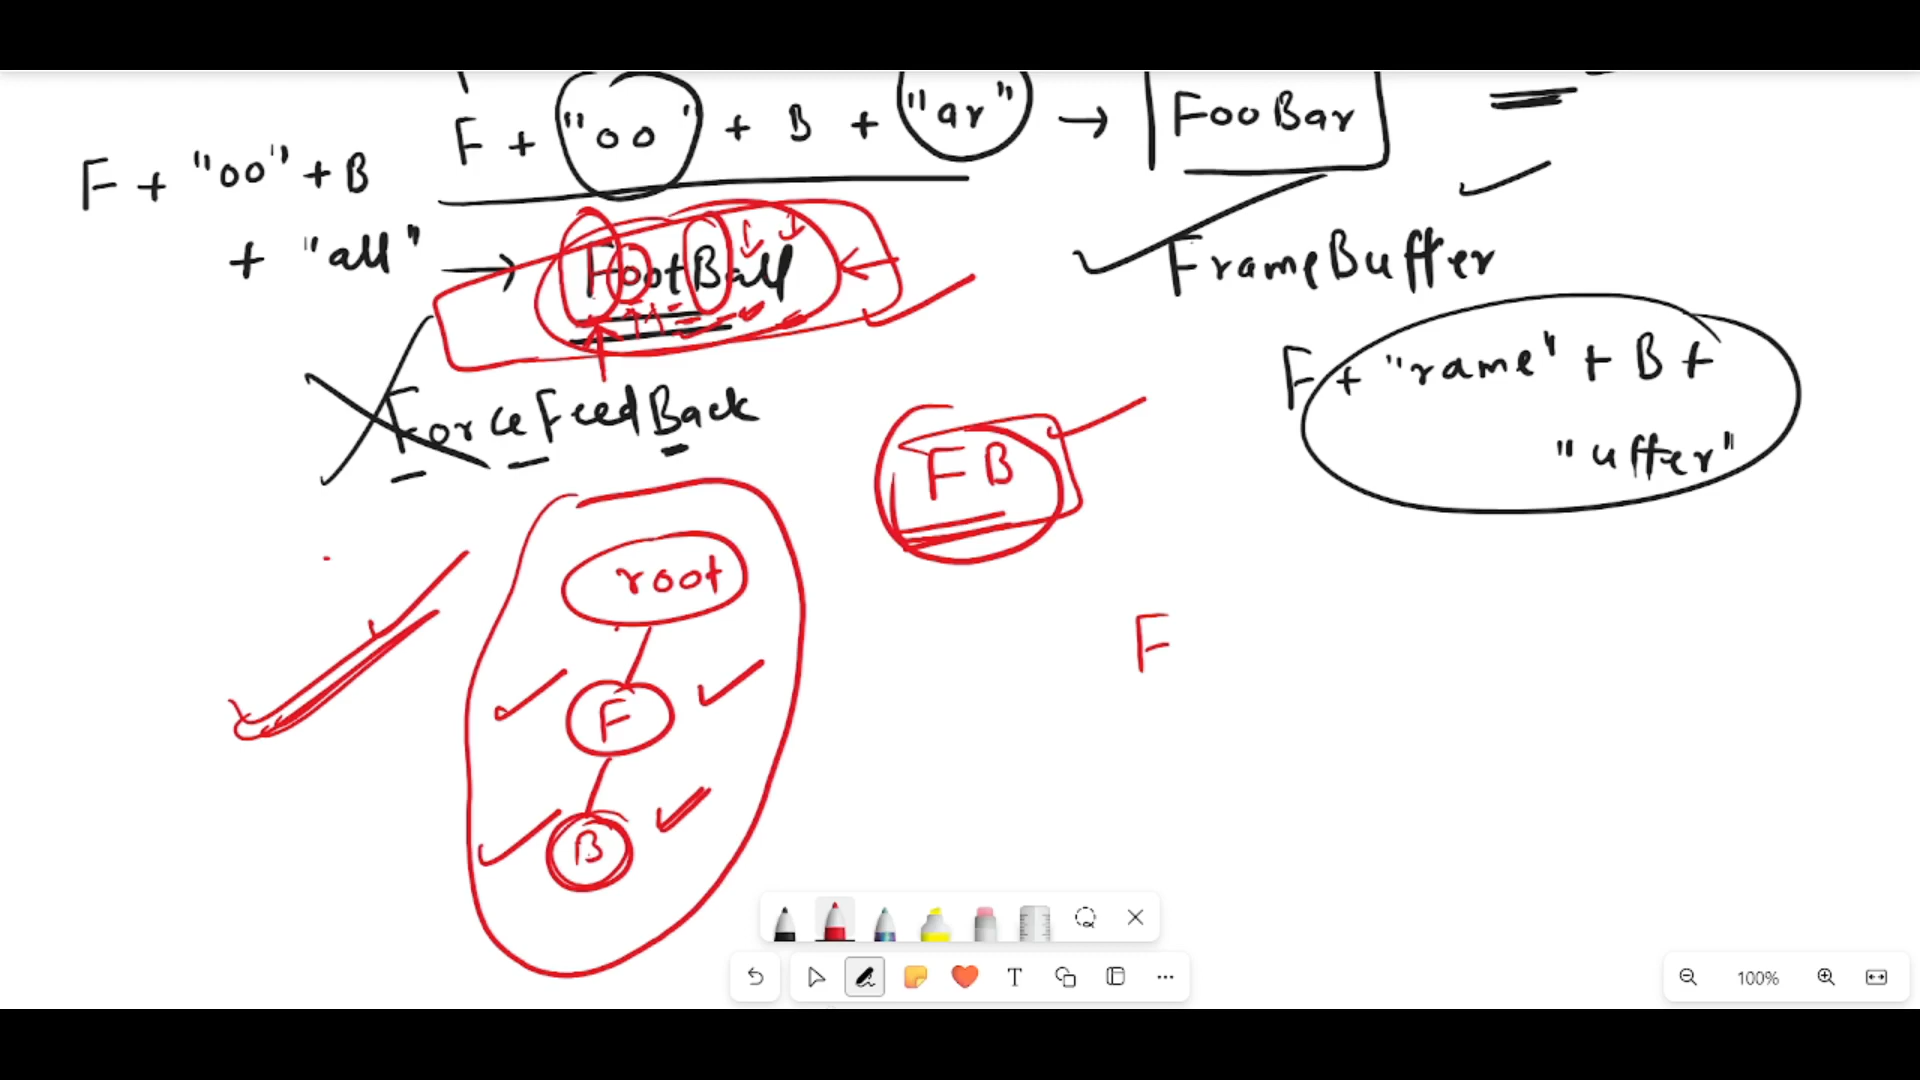 F + "oo" + B + "ar" → FooBar
F + "oo" + B
+ "all" → FootBall
FrameBuffer
F + "rame" + B +
"uffer"
ForceFeedBack
FB
root
F
F
B
T
100%